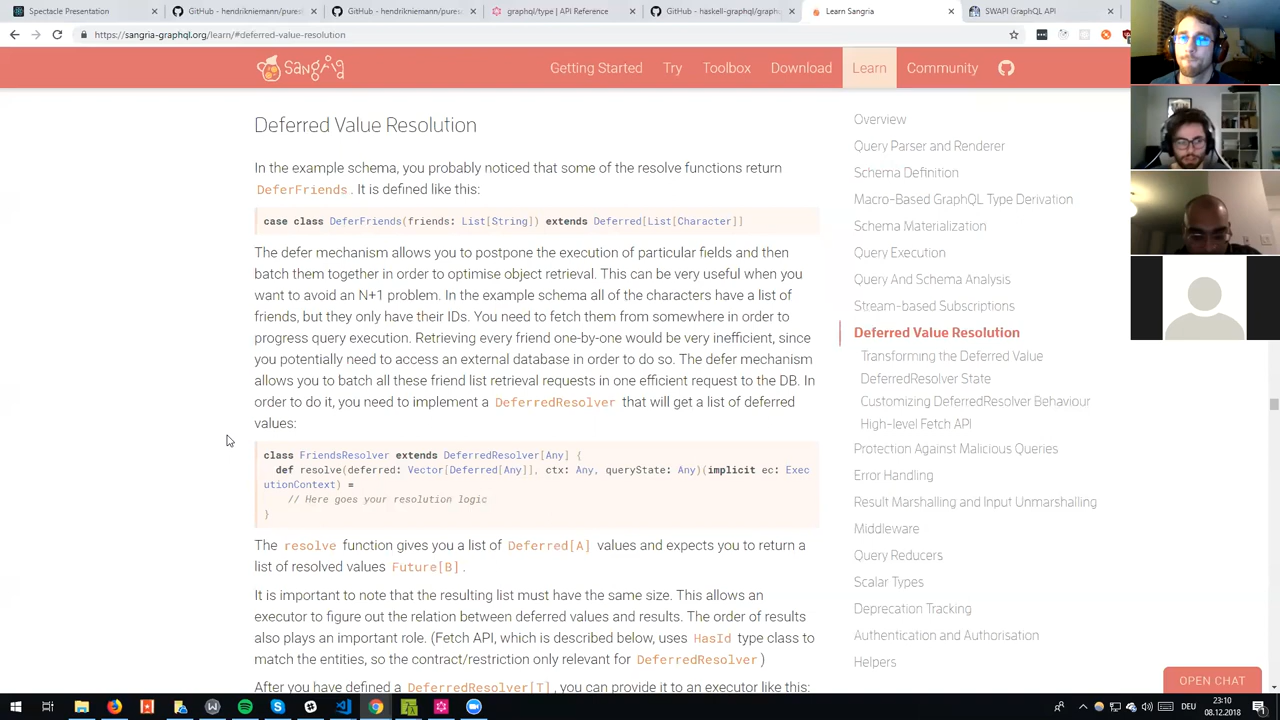 Spectacle Presentation
GitHub - hendrikniemann/pures
GitHub - hendrikniemann/pures
graphql/type | API Reference
GitHub - haskell-graphql/graph
Learn Sangria
SWAPI GraphQL API
https://sangria-graphql.org/learn/#deferred-value-resolution
sangria
Getting Started
Try
Toolbox
Download
Learn
Community
Deferred Value Resolution
In the example schema, you probably noticed that some of the resolve functions return
DeferFriends. It is defined like this:
case class DeferFriends(friends: List[String]) extends Deferred[List[Character]]
The defer mechanism allows you to postpone the execution of particular fields and then
batch them together in order to optimise object retrieval. This can be very useful when you
want to avoid an N+1 problem. In the example schema all of the characters have a list of
friends, but they only have their IDs. You need to fetch them from somewhere in order to
progress query execution. Retrieving every friend one-by-one would be very inefficient, since
you potentially need to access an external database in order to do so. The defer mechanism
allows you to batch all these friend list retrieval requests in one efficient request to the DB. In
order to do it, you need to implement a DeferredResolver that will get a list of deferred
values:
class FriendsResolver extends DeferredResolver[Any] {
def resolve(deferred: Vector[Deferred[Any]], ctx: Any, queryState: Any)(implicit ec: Exec
utionContext) =
// Here goes your resolution logic
}
The resolve function gives you a list of Deferred[A] values and expects you to return a
list of resolved values Future[B].
It is important to note that the resulting list must have the same size. This allows an
executor to figure out the relation between deferred values and results. The order of results
also plays an important role. (Fetch API, which is described below, uses HasId type class to
match the entities, so the contract/restriction only relevant for DeferredResolver)
After you have defined a DeferredResolver[T], you can provide it to an executor like this:
Overview
Query Parser and Renderer
Schema Definition
Macro-Based GraphQL Type Derivation
Schema Materialization
Query Execution
Query And Schema Analysis
Stream-based Subscriptions
Deferred Value Resolution
Transforming the Deferred Value
DeferredResolver State
Customizing DeferredResolver Behaviour
High-level Fetch API
Protection Against Malicious Queries
Error Handling
Result Marshalling and Input Unmarshalling
Middleware
Query Reducers
Scalar Types
Deprecation Tracking
Authentication and Authorisation
Helpers
OPEN CHAT
DEU
23:10
08.12.2018